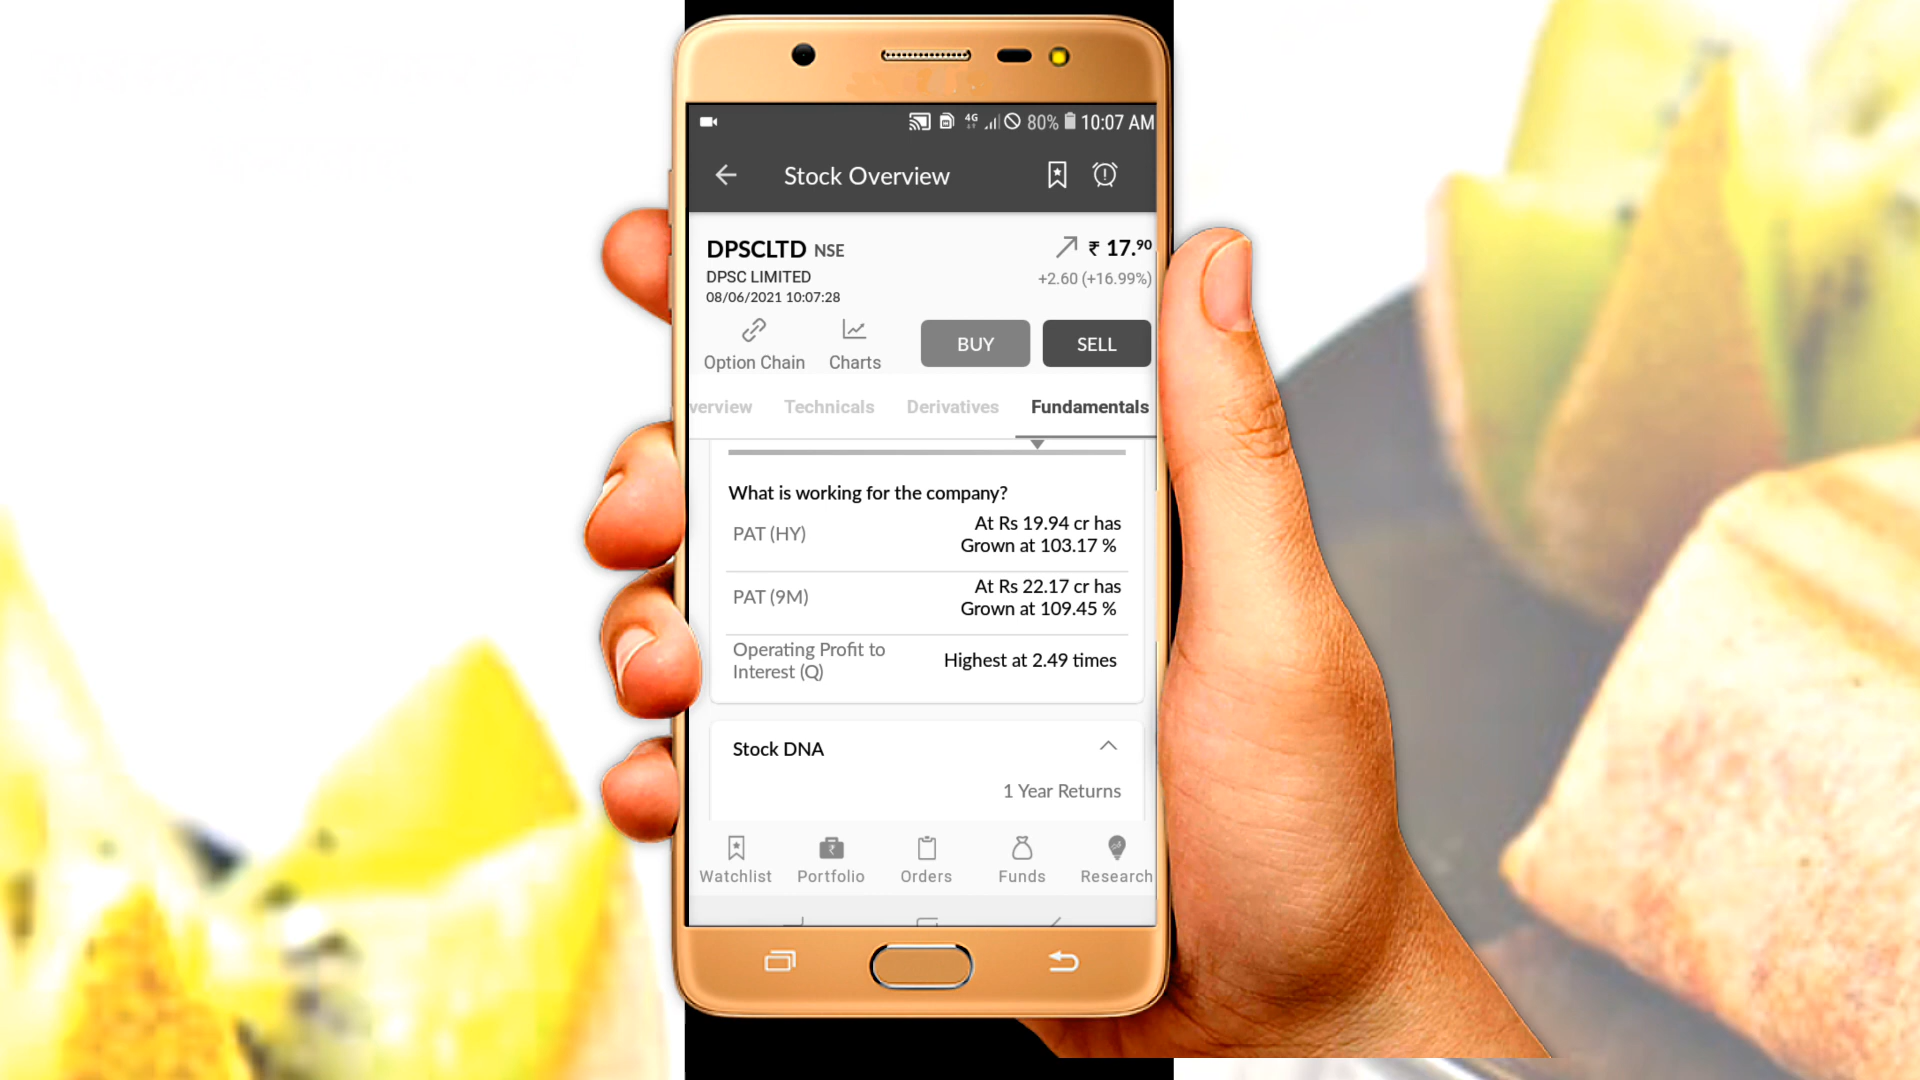 4G 80% 10:07 AM
Stock Overview
DPSCLTD NSE
₹ 17.90
DPSC LIMITED
+2.60 (+16.99%)
08/06/2021 10:07:28
Option Chain
Charts
BUY
SELL
verview
Technicals
Derivatives
Fundamentals
What is working for the company?
PAT (HY)
At Rs 19.94 cr has
Grown at 103.17 %
PAT (9M)
At Rs 22.17 cr has
Grown at 109.45 %
Operating Profit to
Interest (Q)
Highest at 2.49 times
Stock DNA
1 Year Returns
Watchlist
Portfolio
Orders
Funds
Research